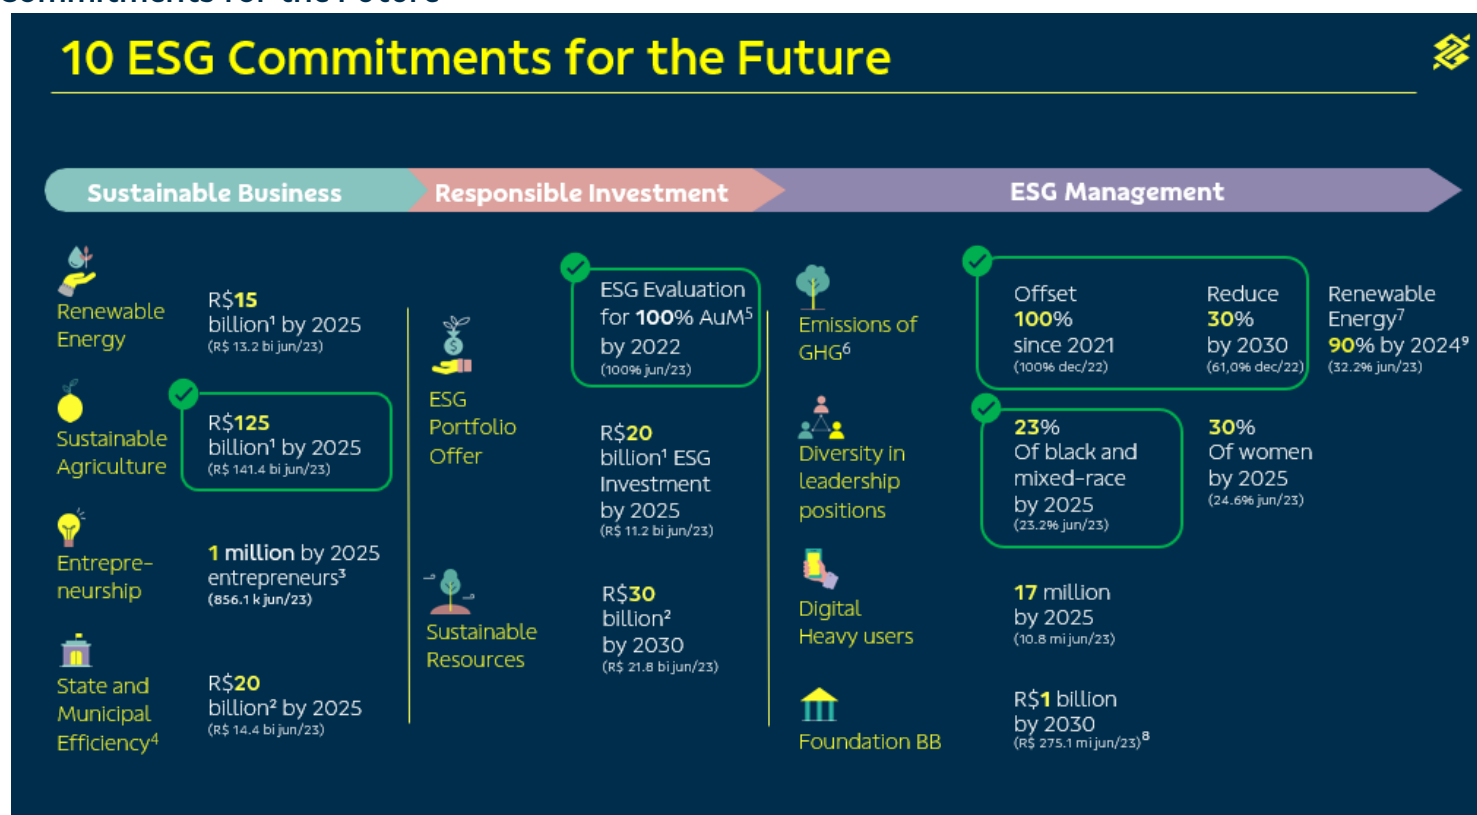 Commitments for the Future
10 ESG Commitments for the Future
Sustainable Business
Responsible Investment
ESG Management
Renewable
Energy
R$15
billion¹ by 2025
(R$ 13.2 bi jun/23)
Sustainable
Agriculture
R$125
billion¹ by 2025
(R$ 141.4 bi jun/23)
Entrepre-
neurship
1 million by 2025
entrepreneurs³
(856.1 k jun/23)
State and
Municipal
Efficiency⁴
R$20
billion² by 2025
(R$ 14.4 bi jun/23)
ESG
Portfolio
Offer
ESG Evaluation
for 100% AuM⁵
by 2022
(100% jun/23)
R$20
billion¹ ESG
Investment
by 2025
(R$ 11.2 bi jun/23)
Sustainable
Resources
R$30
billion²
by 2030
(R$ 21.8 bi jun/23)
Emissions of
GHG⁶
Offset
100%
since 2021
(100% dec/22)
Reduce
30%
by 2030
(61,0% dec/22)
Renewable
Energy⁷
90% by 2024⁹
(32.2% jun/23)
Diversity in
leadership
positions
23%
Of black and
mixed-race
by 2025
(23.2% jun/23)
30%
Of women
by 2025
(24.6% jun/23)
Digital
Heavy users
17 million
by 2025
(10.8 mi jun/23)
Foundation BB
R$1 billion
by 2030
(R$ 275.1 mi jun/23)⁸